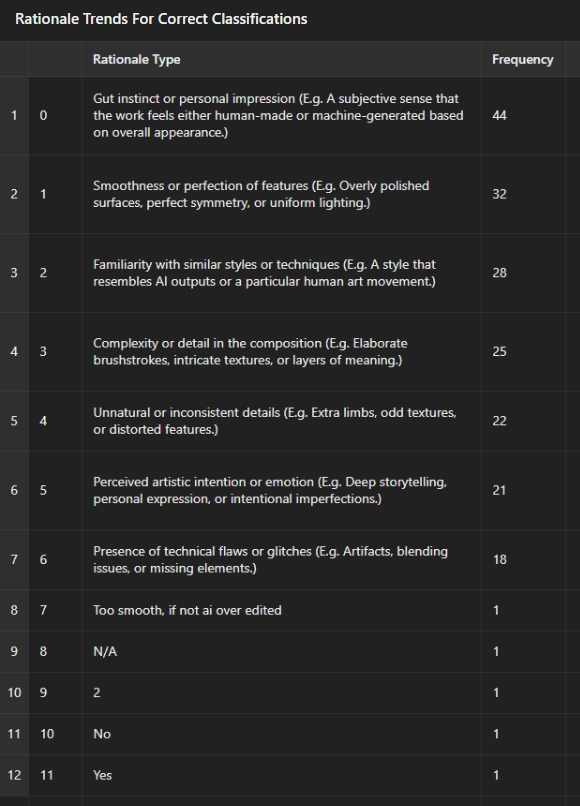 Rationale Trends For Correct Classifications
Rationale Type Frequency
1 0 Gut instinct or personal impression (E.g. A subjective sense that
the work feels either human-made or machine-generated based
on overall appearance.) 44
2 1 Smoothness or perfection of features (E.g. Overly polished
surfaces, perfect symmetry, or uniform lighting.) 32
3 2 Familiarity with similar styles or techniques (E.g. A style that
resembles AI outputs or a particular human art movement.) 28
4 3 Complexity or detail in the composition (E.g. Elaborate
brushstrokes, intricate textures, or layers of meaning.) 25
5 4 Unnatural or inconsistent details (E.g. Extra limbs, odd textures,
or distorted features.) 22
6 5 Perceived artistic intention or emotion (E.g. Deep storytelling,
personal expression, or intentional imperfections.) 21
7 6 Presence of technical flaws or glitches (E.g. Artifacts, blending
issues, or missing elements.) 18
8 7 Too smooth, if not ai over edited 1
9 8 N/A 1
10 9 2 1
11 10 No 1
12 11 Yes 1